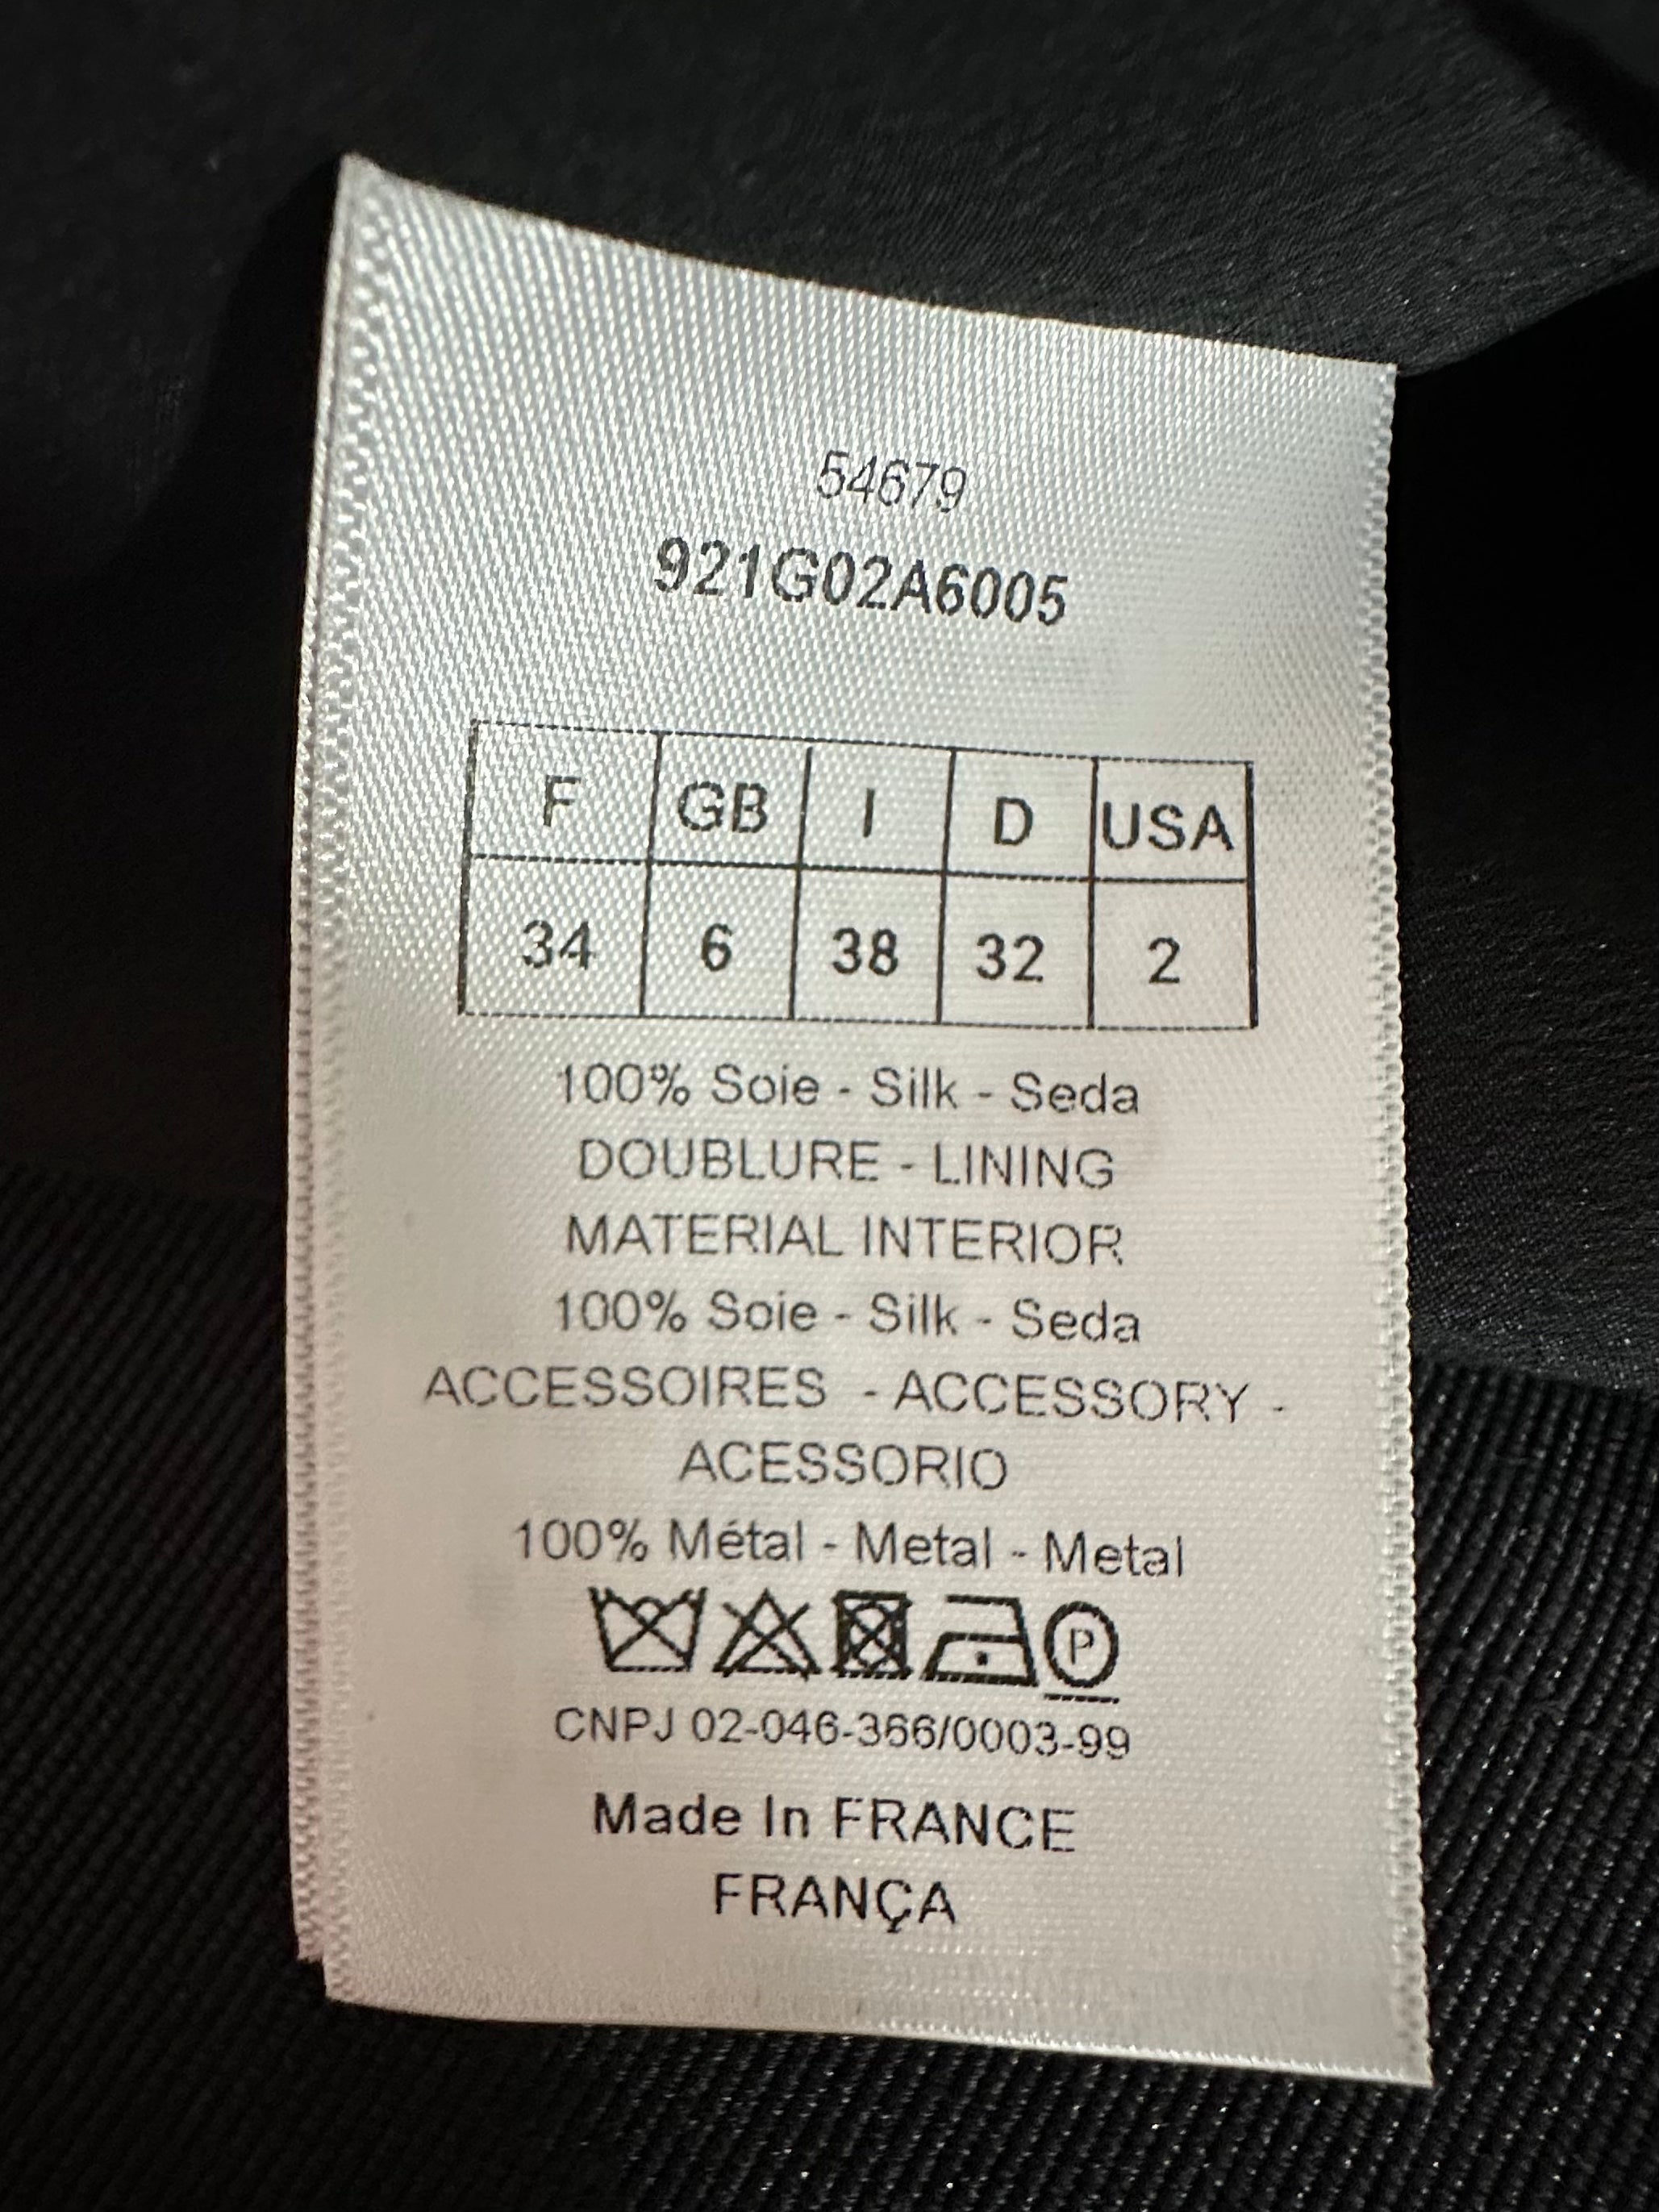 54679
921G02A6005
F GB I D USA
34 6 38 32 2
100% Soie - Silk - Seda
DOUBLURE - LINING
MATERIAL INTERIOR
100% Soie - Silk - Seda
ACCESSOIRES - ACCESSORY -
ACESSORIO
100% Métal - Metal - Metal
P
CNPJ 02-046-366/0003-99
Made In FRANCE
FRANÇA